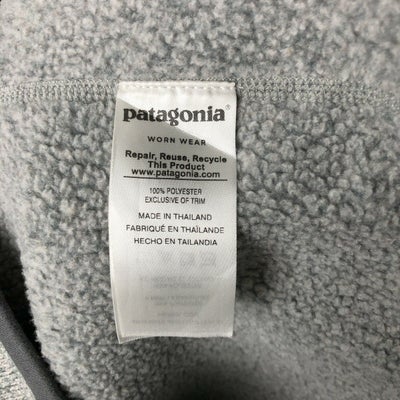 patagonia®
WORN WEAR
Repair, Reuse, Recycle
This Product
www.patagonia.com
100% POLYESTER
EXCLUSIVE OF TRIM
MADE IN THAILAND
FABRIQUÉ EN THAÏLANDE
HECHO EN TAILANDIA